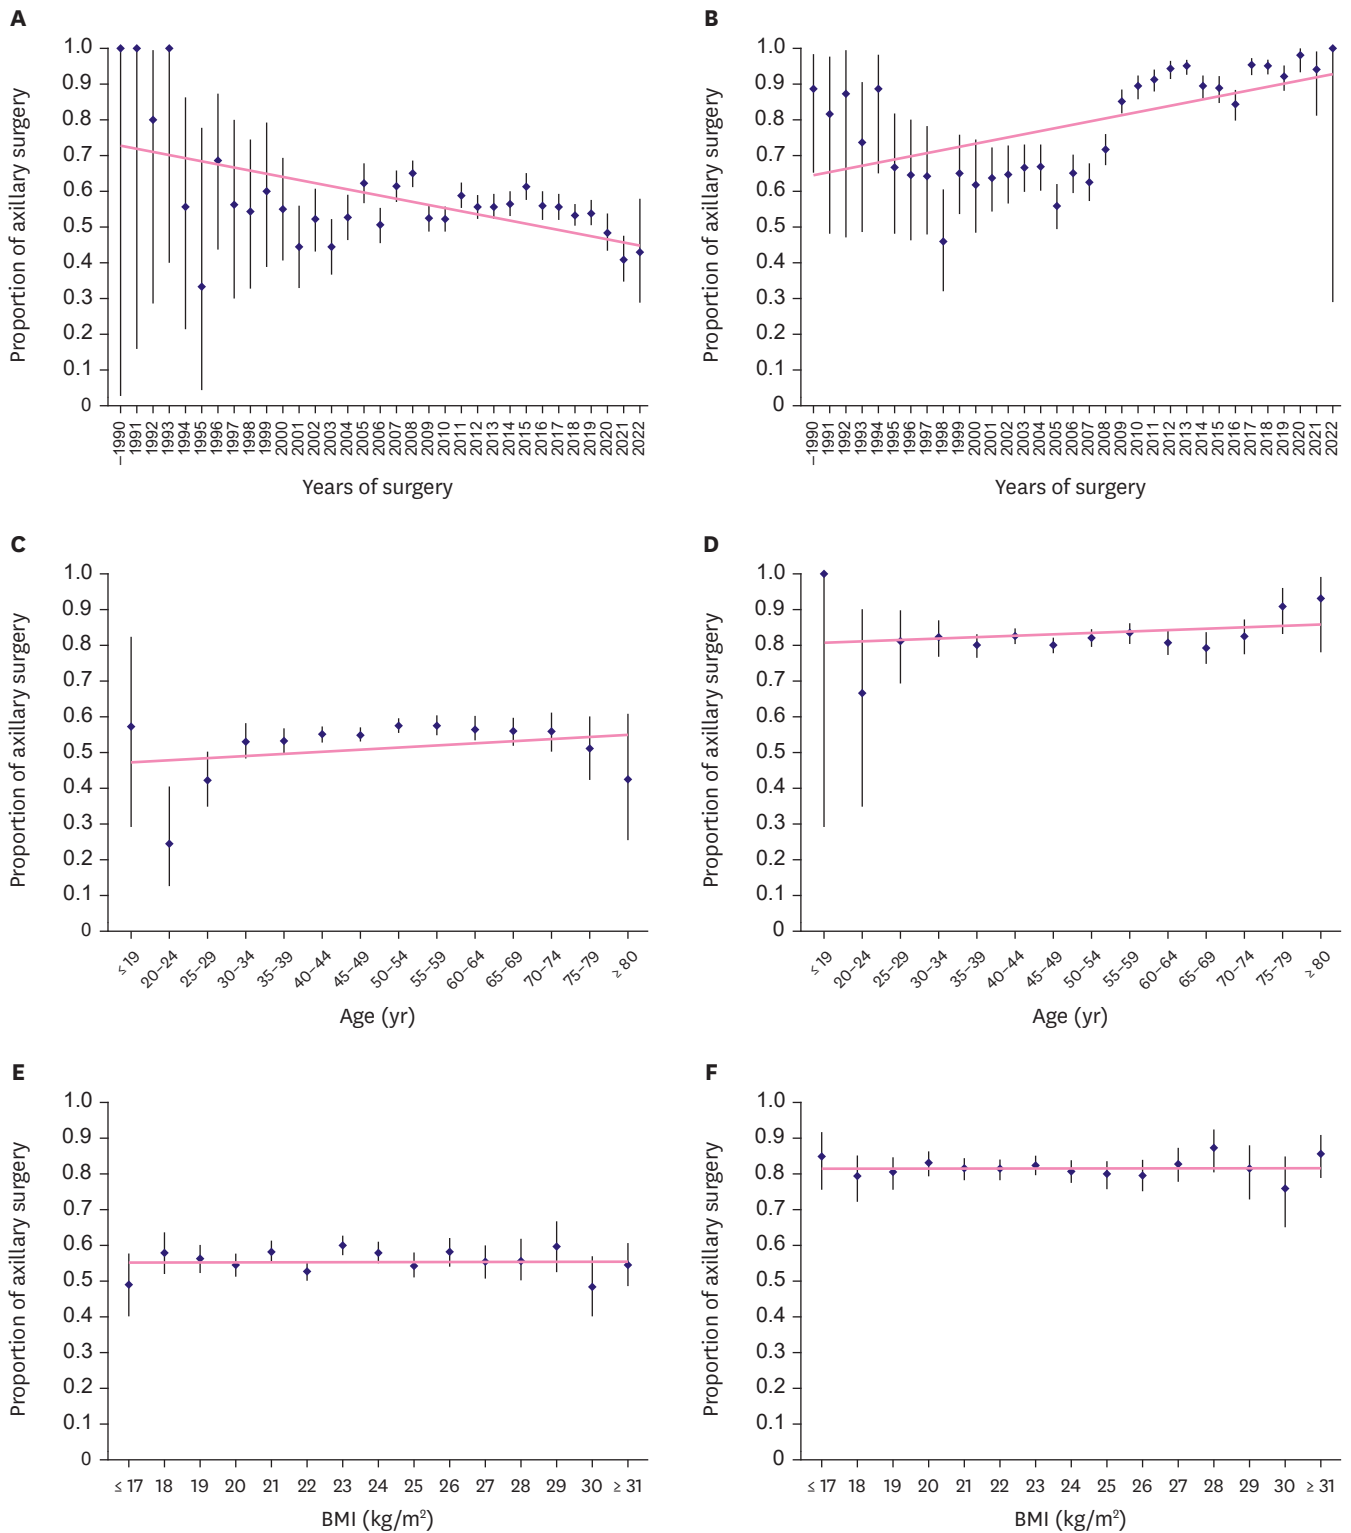 A
Proportion of axillary surgery
1.0
0.9
0.8
0.7
0.6
0.5
0.4
0.3
0.2
0.1
0
–1990 1991 1992 1993 1994 1995 1996 1997 1998 1999 2000 2001 2002 2003 2004 2005 2006 2007 2008 2009 2010 2011 2012 2013 2014 2015 2016 2017 2018 2019 2020 2021 2022
Years of surgery
B
Proportion of axillary surgery
1.0
0.9
0.8
0.7
0.6
0.5
0.4
0.3
0.2
0.1
0
–1990 1991 1992 1993 1994 1995 1996 1997 1998 1999 2000 2001 2002 2003 2004 2005 2006 2007 2008 2009 2010 2011 2012 2013 2014 2015 2016 2017 2018 2019 2020 2021 2022
Years of surgery
C
Proportion of axillary surgery
1.0
0.9
0.8
0.7
0.6
0.5
0.4
0.3
0.2
0.1
0
≤ 19 20–24 25–29 30–34 35–39 40–44 45–49 50–54 55–59 60–64 65–69 70–74 75–79 ≥ 80
Age (yr)
D
Proportion of axillary surgery
1.0
0.9
0.8
0.7
0.6
0.5
0.4
0.3
0.2
0.1
0
≤ 19 20–24 25–29 30–34 35–39 40–44 45–49 50–54 55–59 60–64 65–69 70–74 75–79 ≥ 80
Age (yr)
E
Proportion of axillary surgery
1.0
0.9
0.8
0.7
0.6
0.5
0.4
0.3
0.2
0.1
0
≤ 17 18 19 20 21 22 23 24 25 26 27 28 29 30 ≥ 31
BMI (kg/m²)
F
Proportion of axillary surgery
1.0
0.9
0.8
0.7
0.6
0.5
0.4
0.3
0.2
0.1
0
≤ 17 18 19 20 21 22 23 24 25 26 27 28 29 30 ≥ 31
BMI (kg/m²)